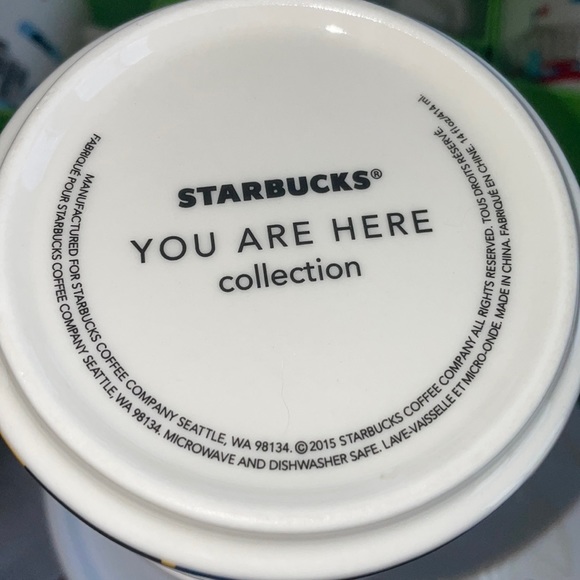 STARBUCKS®
YOU ARE HERE
collection
MANUFACTURED FOR STARBUCKS COFFEE COMPANY SEATTLE, WA 98134. ©2015 STARBUCKS COFFEE COMPANY ALL RIGHTS RESERVED. TOUS DROITS RÉSERVÉ.
FABRIQUÉ POUR STARBUCKS COFFEE COMPANY SEATTLE, WA 98134. MICROWAVE AND DISHWASHER SAFE. LAVE-VAISSELLE ET MICRO-ONDE. MADE IN CHINA. FABRIQUÉ EN CHINE. 14 fl oz/414 mL